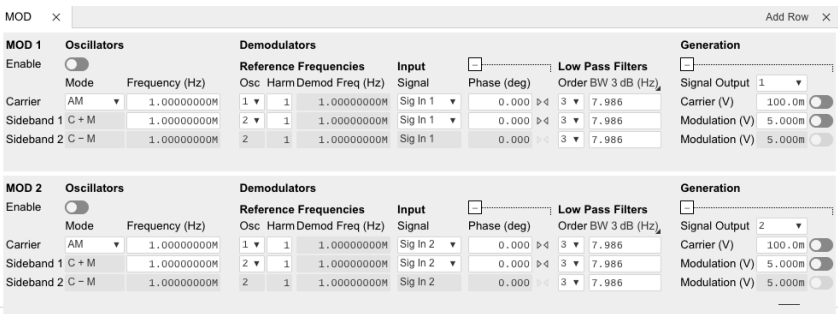 MOD × Add Row ×
MOD 1 Oscillators Demodulators Generation
Enable Reference Frequencies Input Low Pass Filters
Mode Frequency (Hz) Osc Harm Demod Freq (Hz) Signal Phase (deg) Order BW 3 dB (Hz) Signal Output 1
Carrier AM 1.00000000M 1 1 1.00000000M Sig In 1 0.000 3 7.986 Carrier (V) 100.0m
Sideband 1 C + M 1.00000000M 2 1 1.00000000M Sig In 1 0.000 3 7.986 Modulation (V) 5.000m
Sideband 2 C − M 1.00000000M 2 1 1.00000000M Sig In 1 0.000 3 7.986 Modulation (V) 5.000m
MOD 2 Oscillators Demodulators Generation
Enable Reference Frequencies Input Low Pass Filters
Mode Frequency (Hz) Osc Harm Demod Freq (Hz) Signal Phase (deg) Order BW 3 dB (Hz) Signal Output 2
Carrier AM 1.00000000M 1 1 1.00000000M Sig In 2 0.000 3 7.986 Carrier (V) 100.0m
Sideband 1 C + M 1.00000000M 2 1 1.00000000M Sig In 2 0.000 3 7.986 Modulation (V) 5.000m
Sideband 2 C − M 1.00000000M 2 1 1.00000000M Sig In 2 0.000 3 7.986 Modulation (V) 5.000m